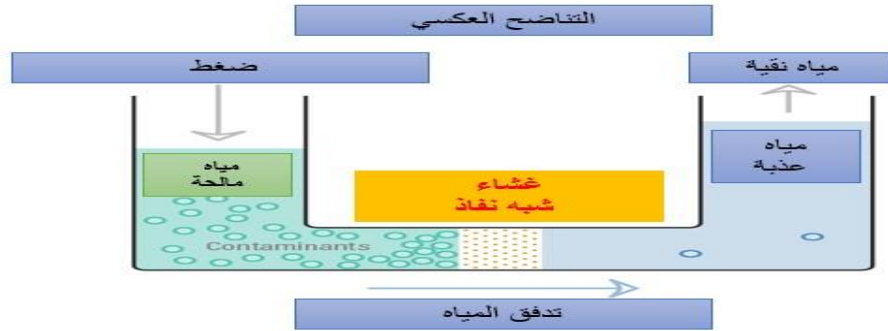 التناضح العكسي
ضغط
مياه نقية
مياه
مالحة
غشاء
شبه نفاذ
مياه
عذبة
Contaminants
تدفق المياه